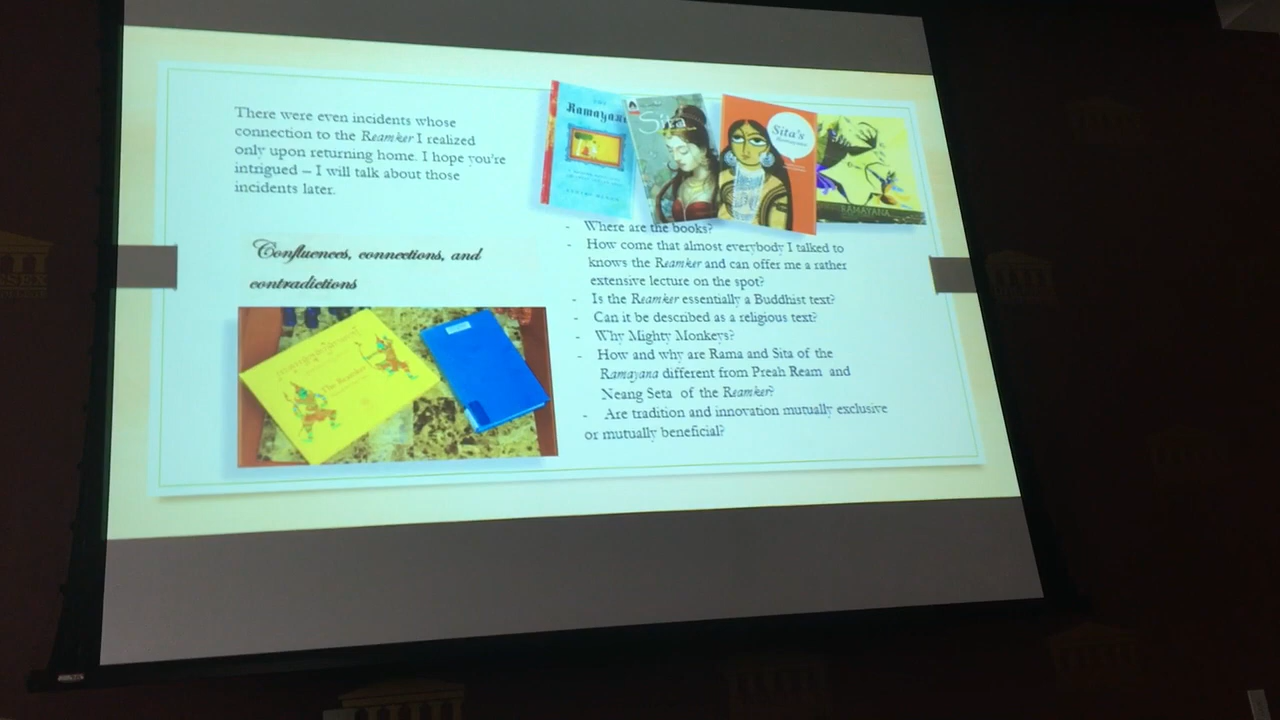 There were even incidents whose
connection to the Reamker I realized
only upon returning home. I hope you're
intrigued – I will talk about those
incidents later.
Confluences, connections, and
contradictions
The Reamker
Ramayana
Sita
Sita's
Ramayana
RAMAYANA
- Where are the books?
- How come that almost everybody I talked to
knows the Reamker and can offer me a rather
extensive lecture on the spot?
- Is the Reamker essentially a Buddhist text?
- Can it be described as a religious text?
- Why Mighty Monkeys?
- How and why are Rama and Sita of the
Ramayana different from Preah Ream and
Neang Seta of the Reamker?
- Are tradition and innovation mutually exclusive
or mutually beneficial?
SSEX